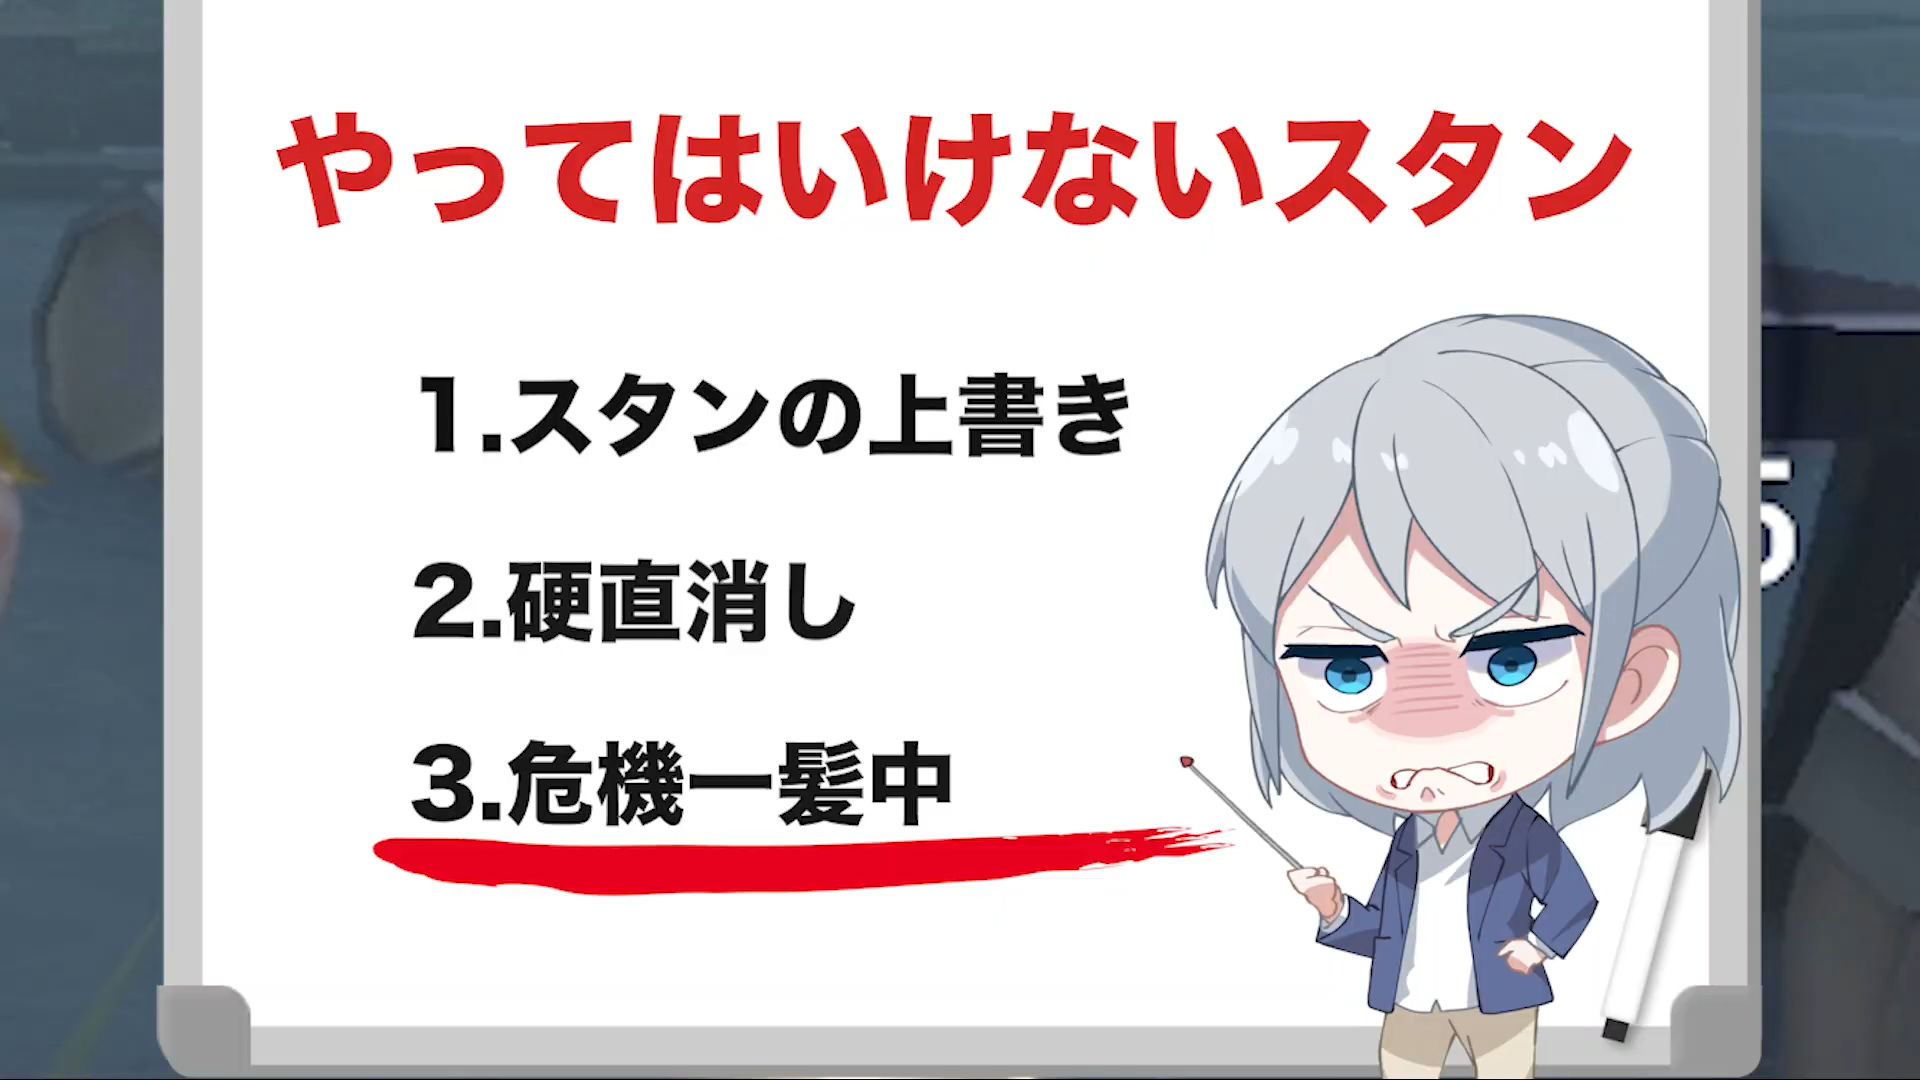 やってはいけないスタン
1.スタンの上書き
2.硬直消し
3.危機一髪中